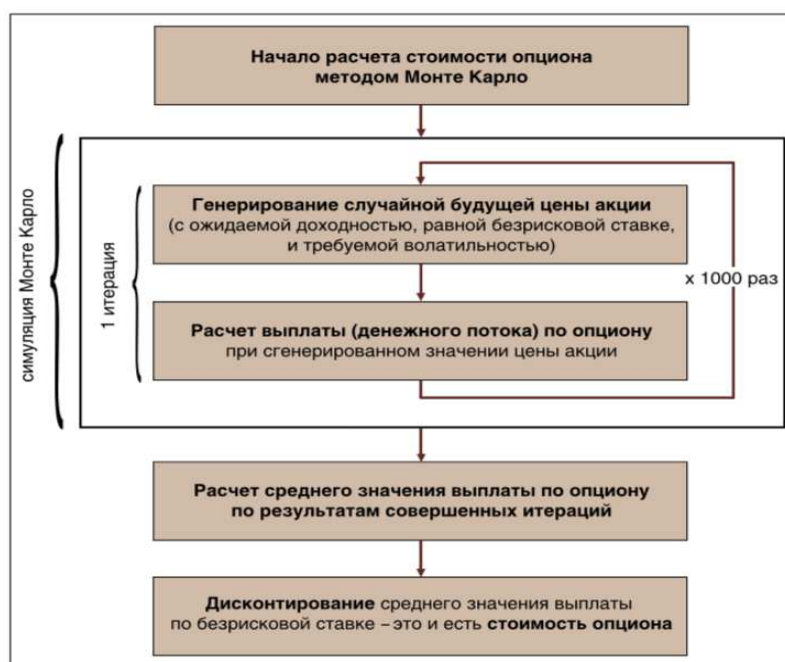 Начало расчета стоимости опциона
методом Монте Карло
симуляция Монте Карло
1 итерация
Генерирование случайной будущей цены акции
(с ожидаемой доходностью, равной безрисковой ставке,
и требуемой волатильностью)
х 1000 раз
Расчет выплаты (денежного потока) по опциону
при сгенерированном значении цены акции
Расчет среднего значения выплаты по опциону
по результатам совершенных итераций
Дисконтирование среднего значения выплаты
по безрисковой ставке – это и есть стоимость опциона